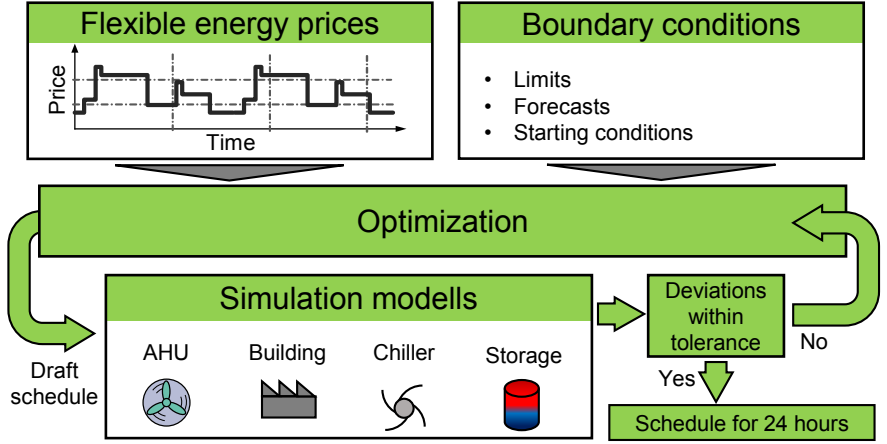 Flexible energy prices
Price
Time
Boundary conditions
• Limits
• Forecasts
• Starting conditions
Optimization
Draft
schedule
Simulation modells
AHU
Building
Chiller
Storage
Deviations
within
tolerance
No
Yes
Schedule for 24 hours